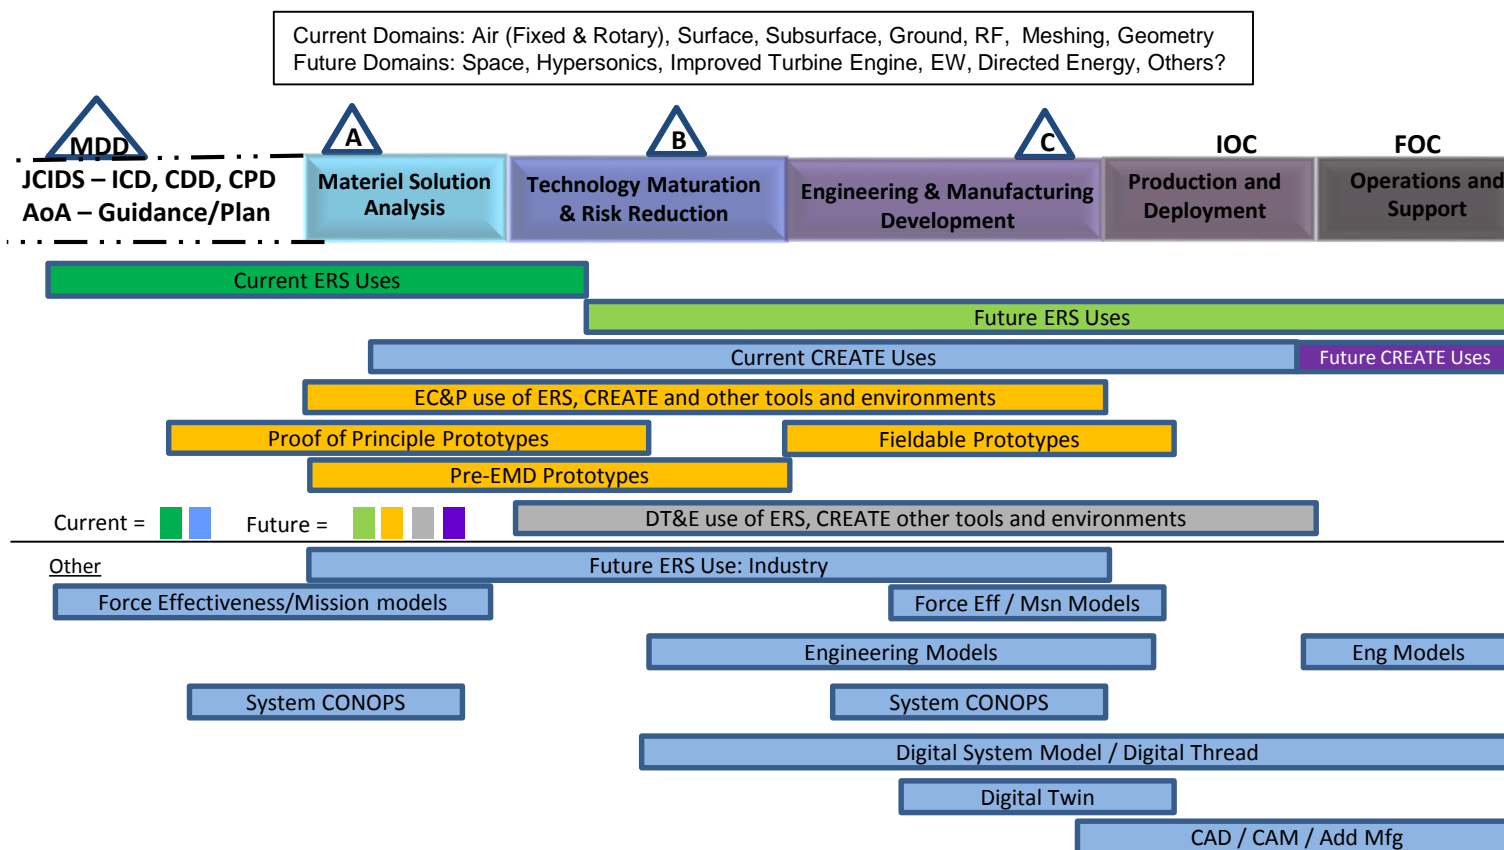 Current Domains: Air (Fixed & Rotary), Surface, Subsurface, Ground, RF, Meshing, Geometry
Future Domains: Space, Hypersonics, Improved Turbine Engine, EW, Directed Energy, Others?
MDD
A
B
C
IOC
FOC
JCIDS – ICD, CDD, CPD
AoA – Guidance/Plan
Materiel Solution
Analysis
Technology Maturation
& Risk Reduction
Engineering & Manufacturing
Development
Production and
Deployment
Operations and
Support
Current ERS Uses
Future ERS Uses
Current CREATE Uses
Future CREATE Uses
EC&P use of ERS, CREATE and other tools and environments
Proof of Principle Prototypes
Fieldable Prototypes
Pre-EMD Prototypes
Current =
Future =
DT&E use of ERS, CREATE other tools and environments
Other
Future ERS Use: Industry
Force Effectiveness/Mission models
Force Eff / Msn Models
Engineering Models
Eng Models
System CONOPS
System CONOPS
Digital System Model / Digital Thread
Digital Twin
CAD / CAM / Add Mfg